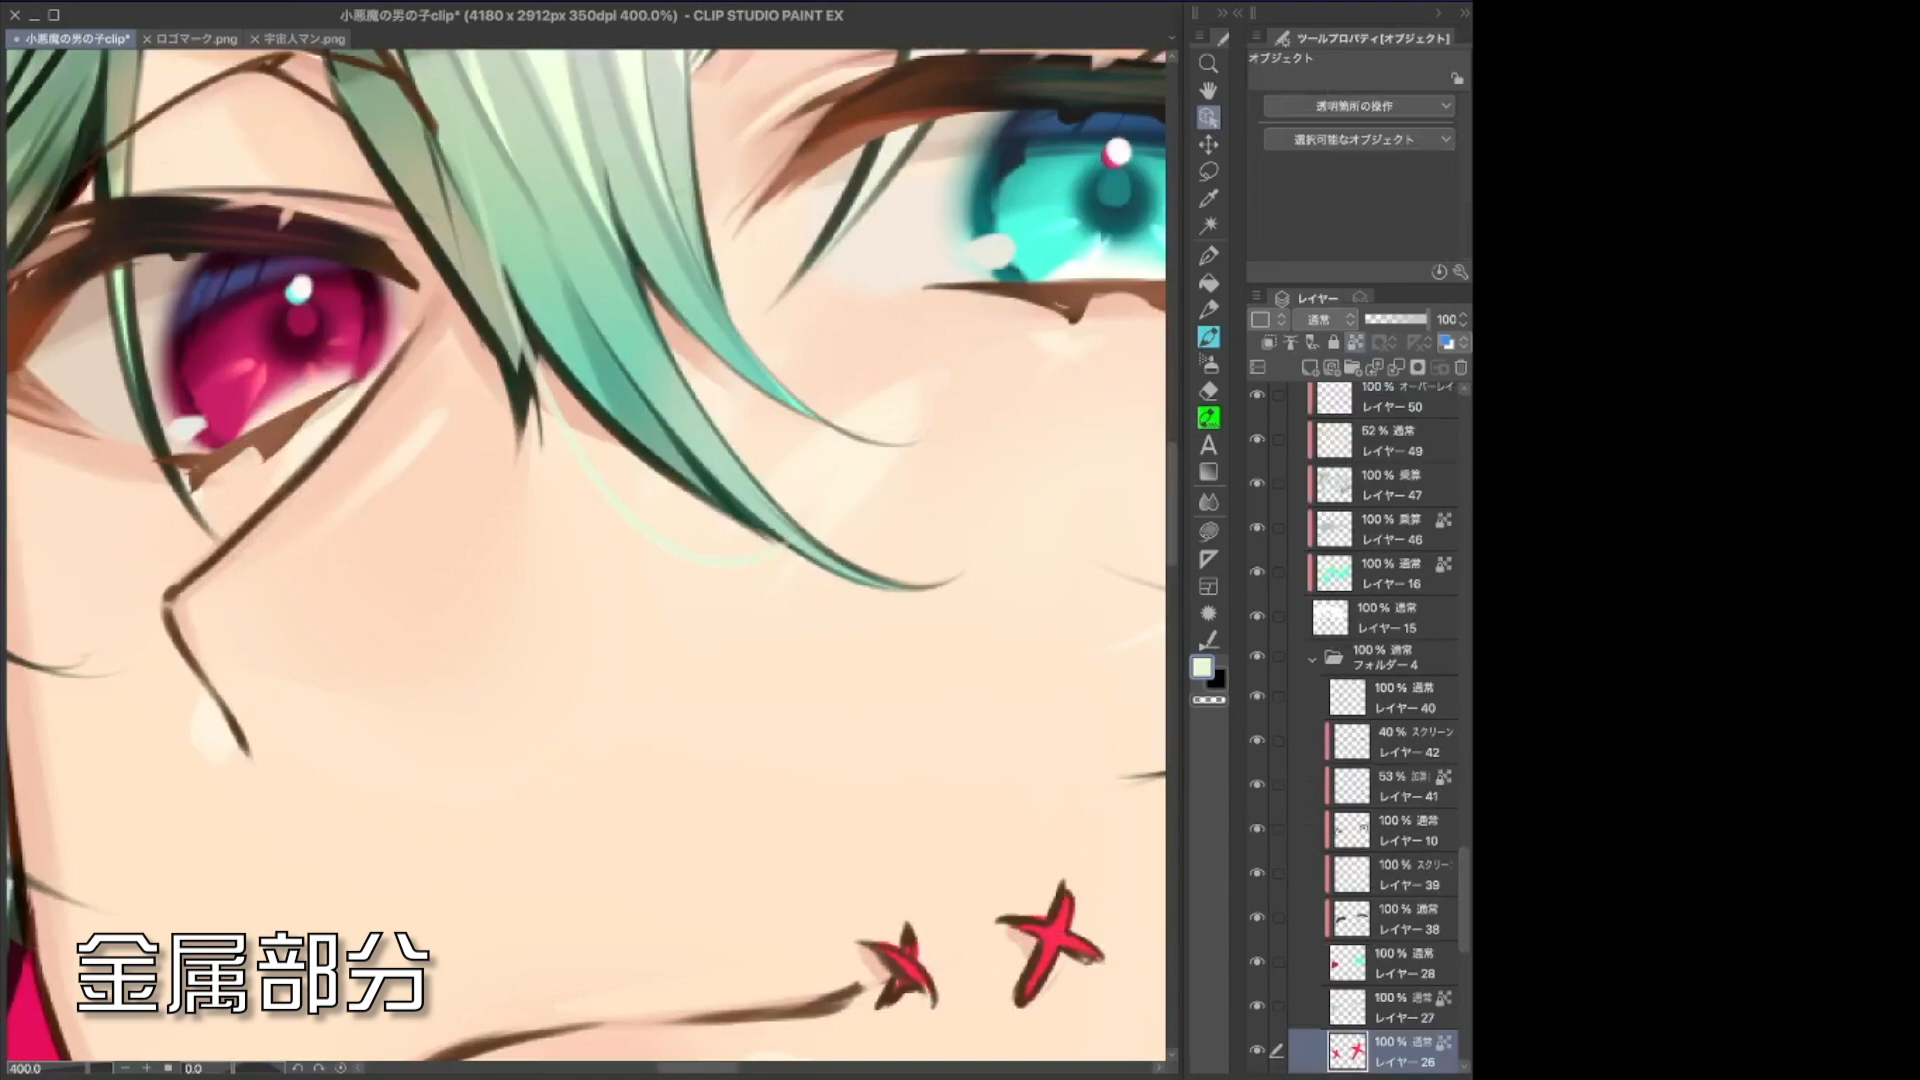 小悪魔の男の子clip* (4180 x 2912px 350dpi 400.0%) - CLIP STUDIO PAINT EX
小悪魔の男の子clip*
ロゴマーク.png
宇宙人マン.png
ツールプロパティ[オブジェクト]
オブジェクト
透明箇所の操作
選択可能なオブジェクト
レイヤー
通常
100
100 % オーバーレイ
レイヤー 50
52 % 通常
レイヤー 49
100 % 乗算
レイヤー 47
100 % 乗算
レイヤー 46
100 % 通常
レイヤー 16
100 % 通常
レイヤー 15
100 % 通常
フォルダー 4
100 % 通常
レイヤー 40
40 % スクリーン
レイヤー 42
53 % 加算
レイヤー 41
100 % 通常
レイヤー 10
100 % スクリー
レイヤー 39
100 % 通常
レイヤー 38
100 % 通常
レイヤー 28
100 % 通常
レイヤー 27
100 % 通常
レイヤー 26
金属部分
400.0
0.0